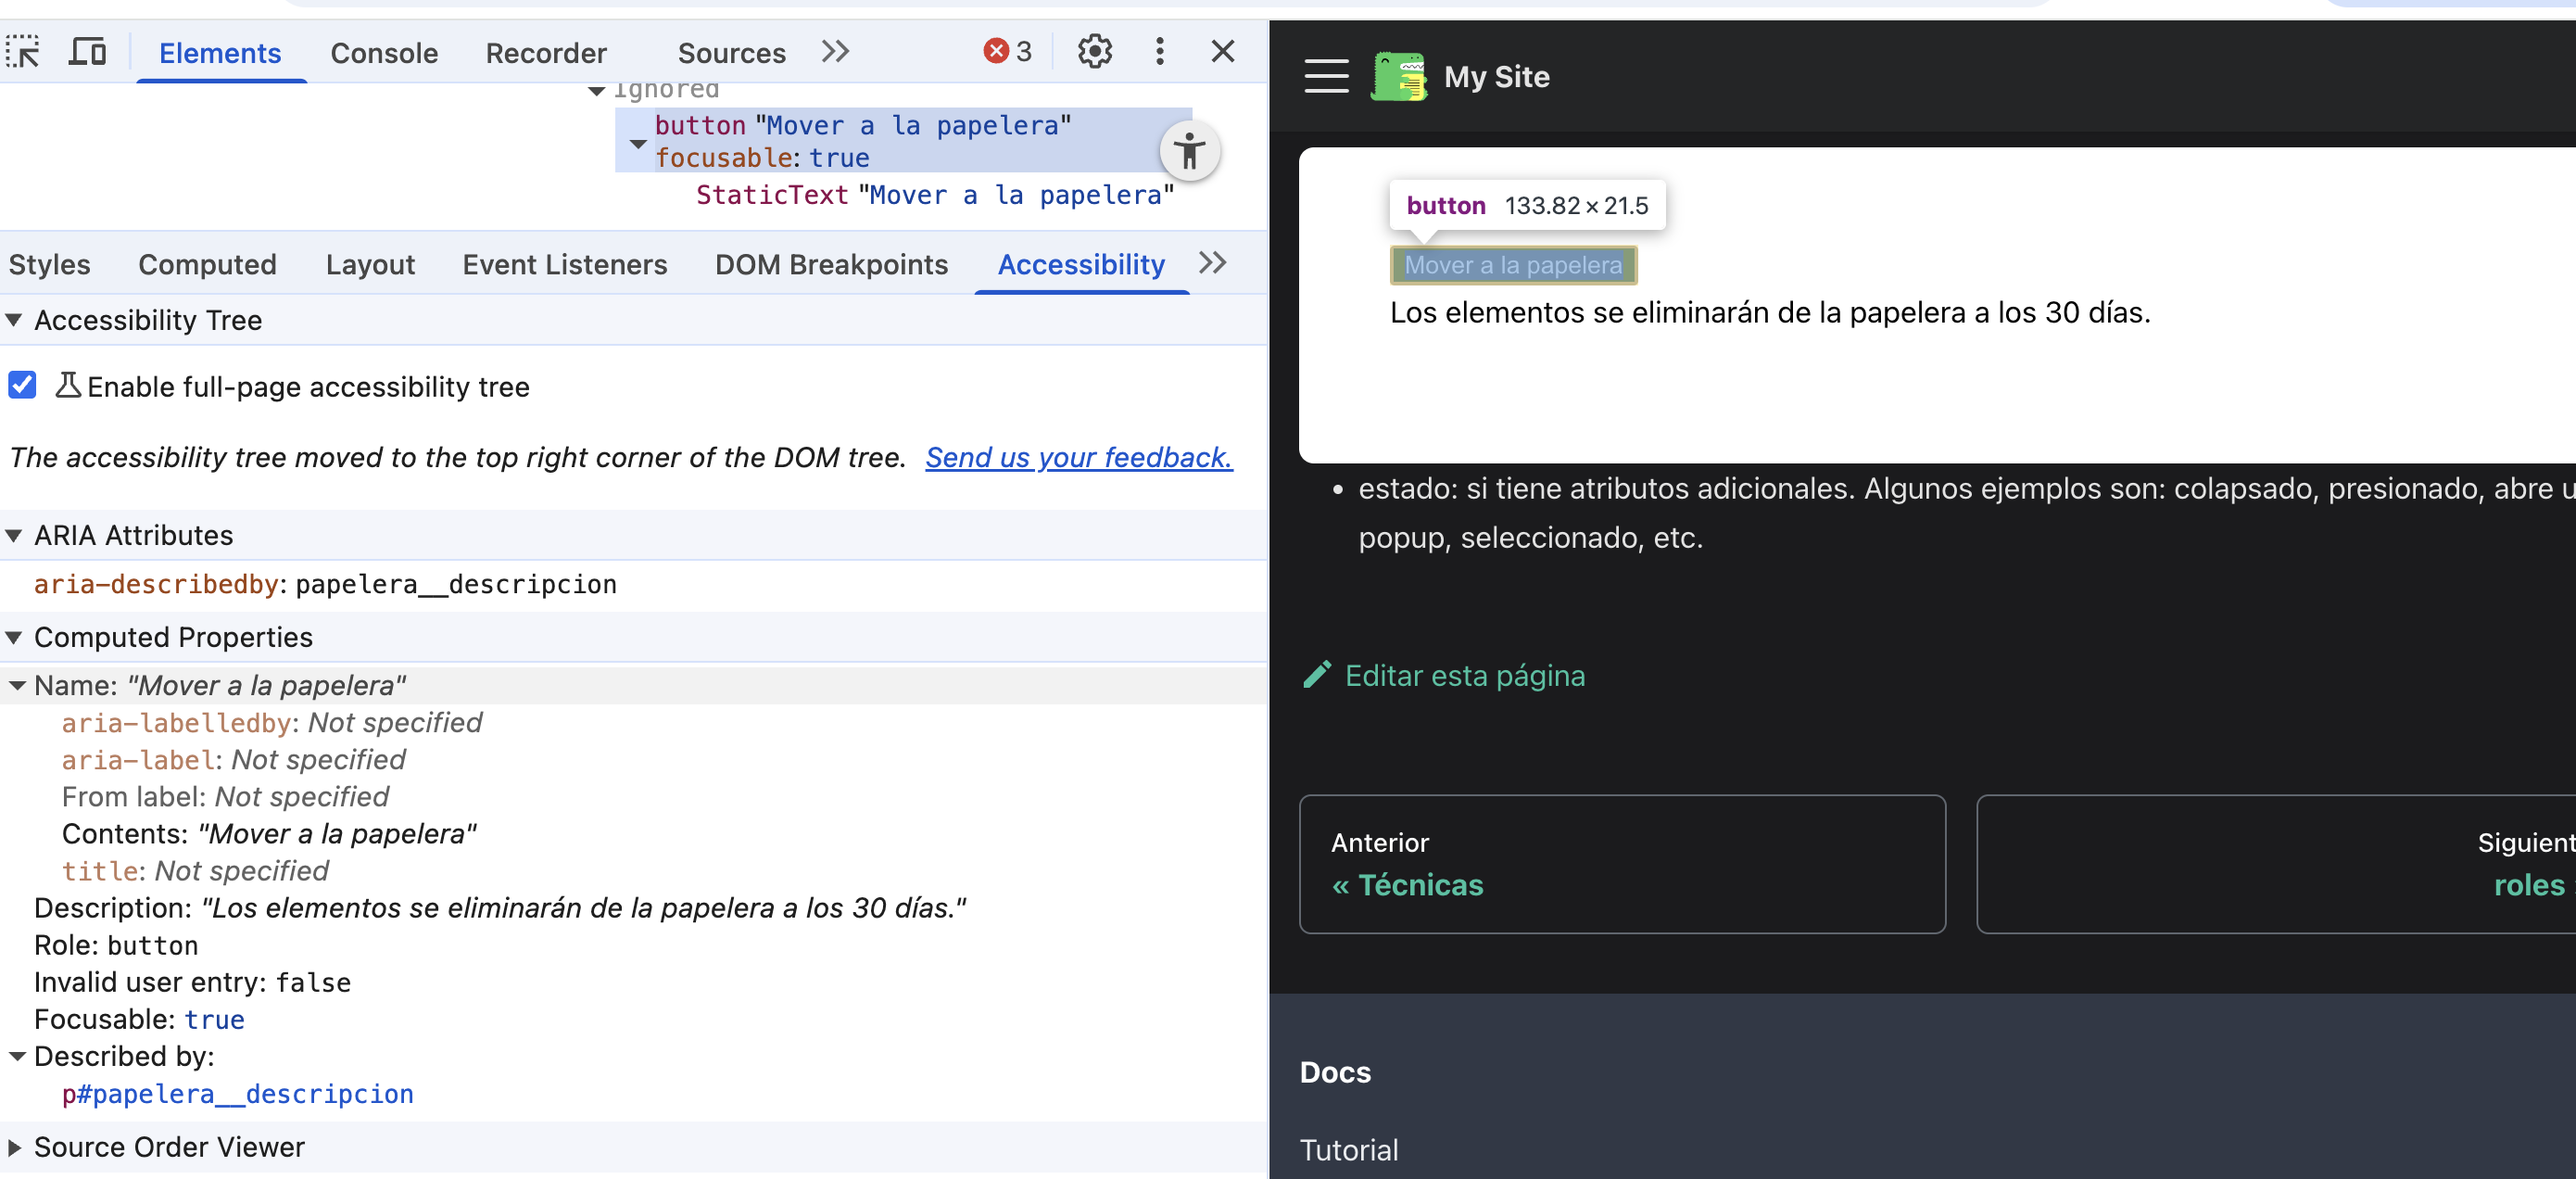 Elements Console Recorder Sources 3
Ignored
button "Mover a la papelera"
focusable: true
StaticText "Mover a la papelera"
Styles Computed Layout Event Listeners DOM Breakpoints Accessibility
Accessibility Tree
Enable full-page accessibility tree
The accessibility tree moved to the top right corner of the DOM tree. Send us your feedback.
ARIA Attributes
aria-describedby: papelera__descripcion
Computed Properties
Name: "Mover a la papelera"
aria-labelledby: Not specified
aria-label: Not specified
From label: Not specified
Contents: "Mover a la papelera"
title: Not specified
Description: "Los elementos se eliminarán de la papelera a los 30 días."
Role: button
Invalid user entry: false
Focusable: true
Described by:
p#papelera__descripcion
Source Order Viewer
My Site
button 133.82 × 21.5
Mover a la papelera
Los elementos se eliminarán de la papelera a los 30 días.
estado: si tiene atributos adicionales. Algunos ejemplos son: colapsado, presionado, abre u
popup, seleccionado, etc.
Editar esta página
Anterior
« Técnicas
Siguient
roles
Docs
Tutorial